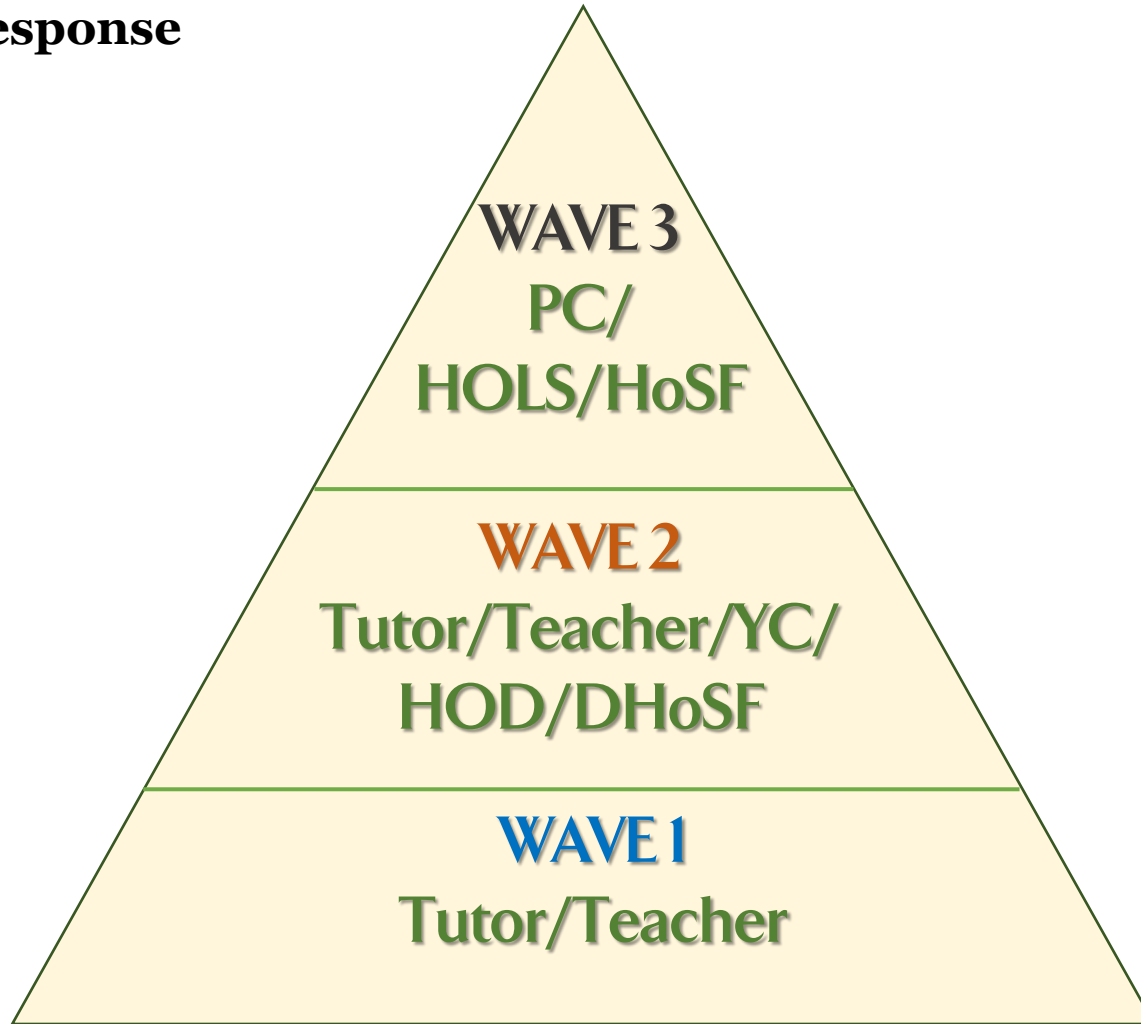 esponse
WAVE 3
PC/
HOLS/HoSF
WAVE 2
Tutor/Teacher/YC/
HOD/DHoSF
WAVE 1
Tutor/Teacher